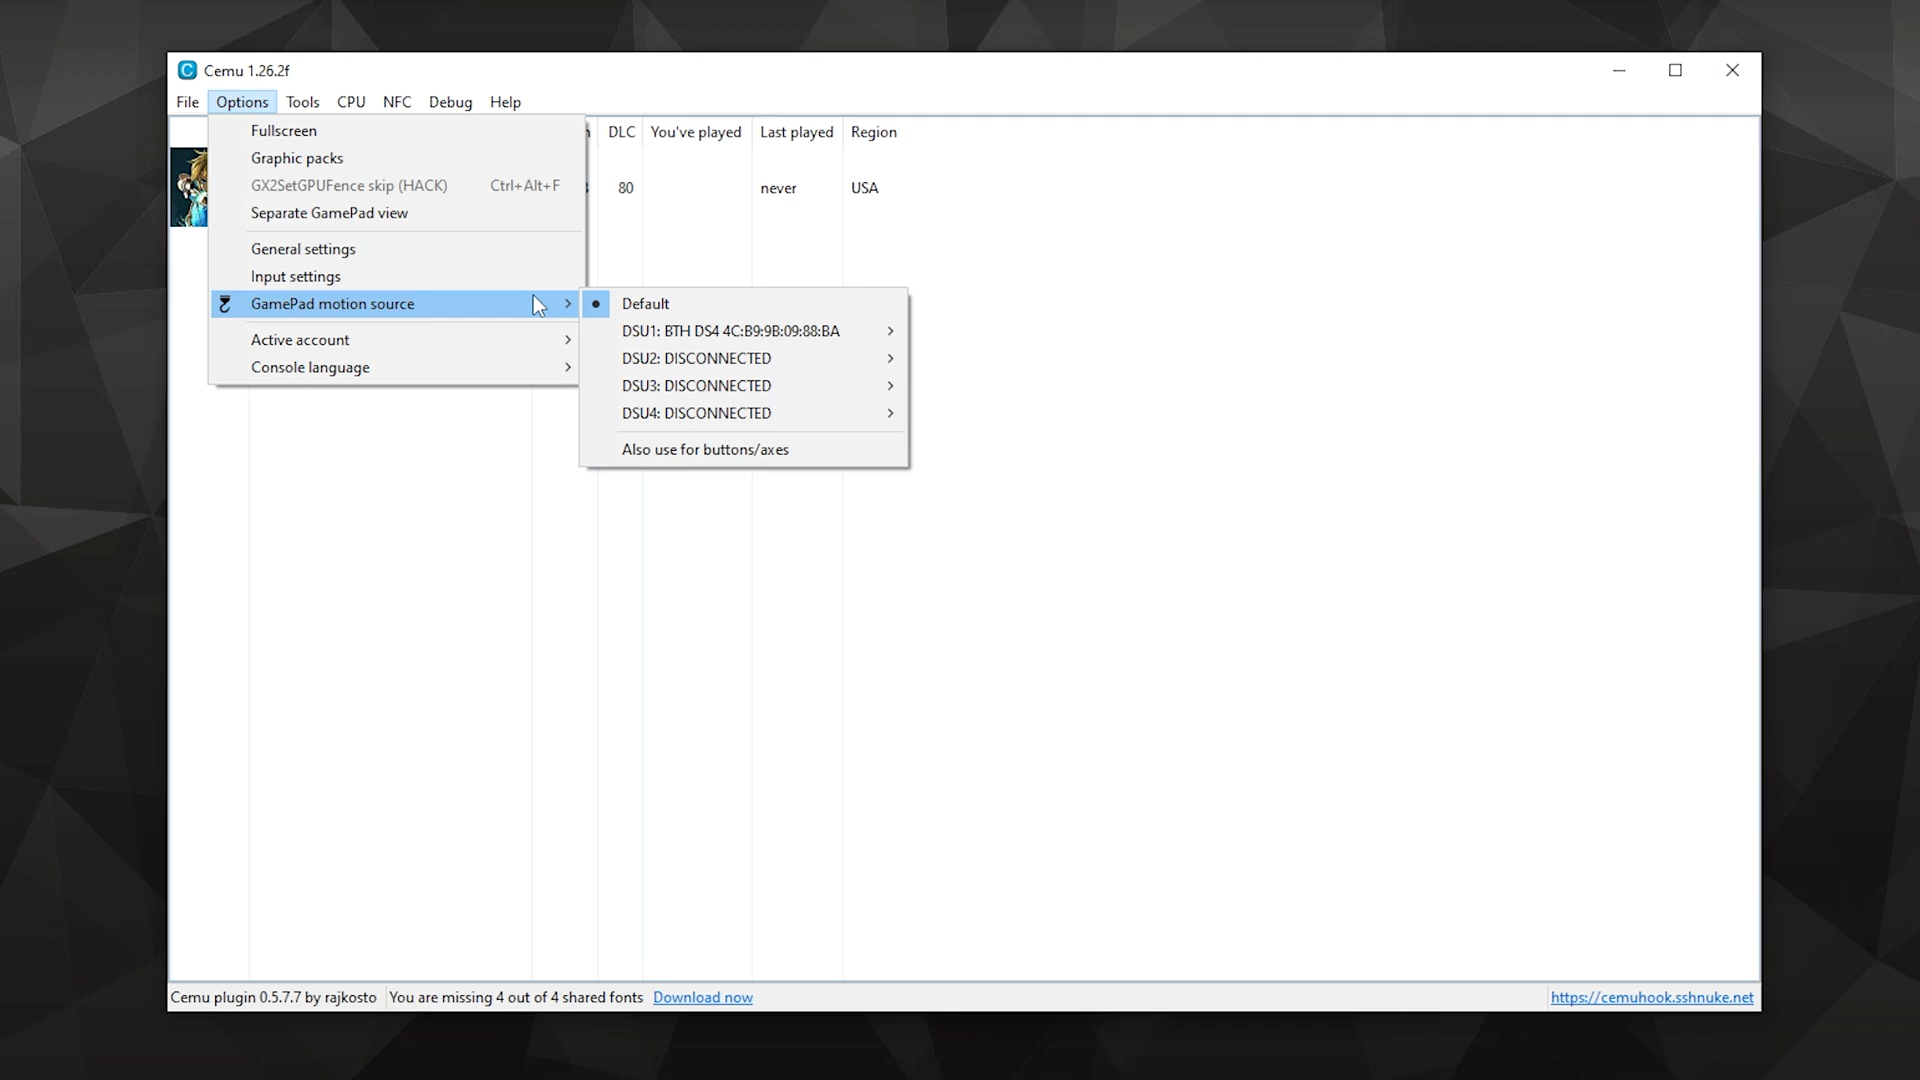 Cemu 1.26.2f
File Options Tools CPU NFC Debug Help
DLC You've played Last played Region
80 never USA
Fullscreen
Graphic packs
GX2SetGPUFence skip (HACK) Ctrl+Alt+F
Separate GamePad view
General settings
Input settings
GamePad motion source
Active account
Console language
Default
DSU1: BTH DS4 4C:B9:9B:09:88:BA
DSU2: DISCONNECTED
DSU3: DISCONNECTED
DSU4: DISCONNECTED
Also use for buttons/axes
Cemu plugin 0.5.7.7 by rajkosto You are missing 4 out of 4 shared fonts Download now https://cemuhook.sshnuke.net